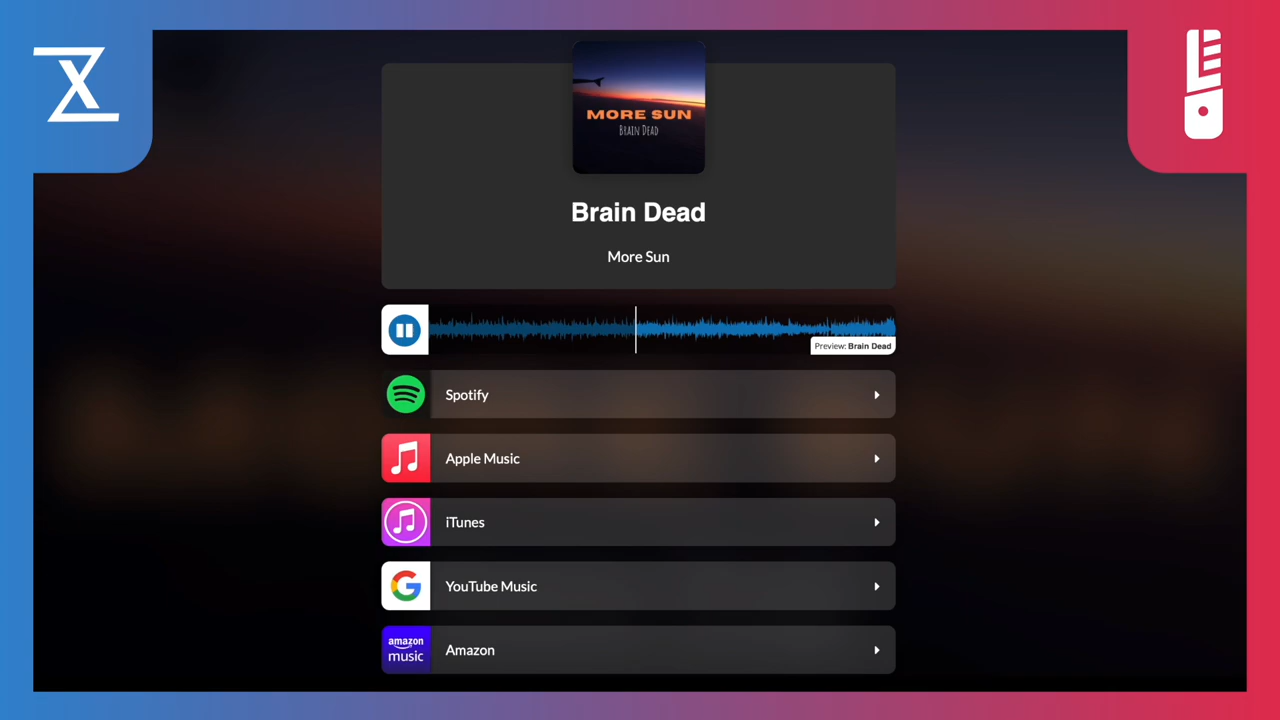 MORE SUN
BRAIN DEAD
Brain Dead
More Sun
Preview: Brain Dead
Spotify
Apple Music
iTunes
YouTube Music
amazon music
Amazon